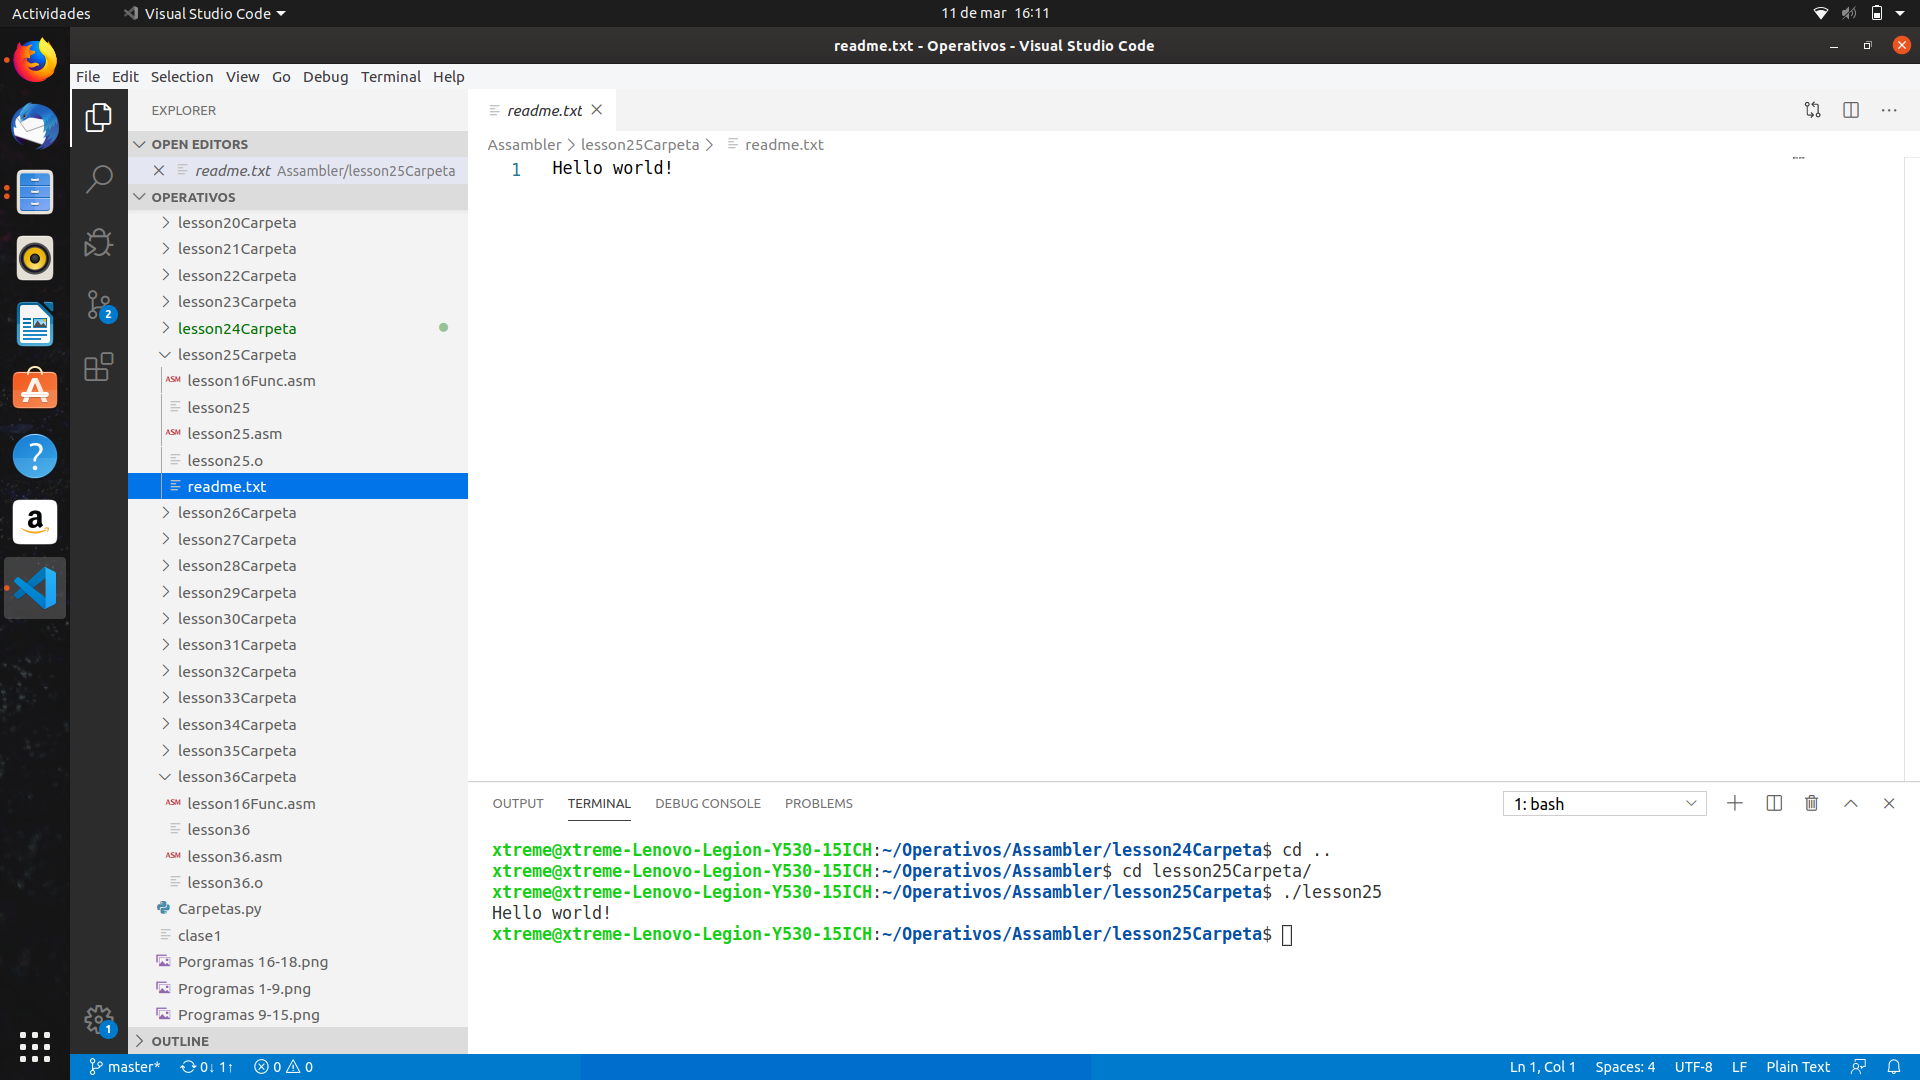 Actividades Visual Studio Code 11 de mar 16:11
readme.txt - Operativos - Visual Studio Code
File Edit Selection View Go Debug Terminal Help
EXPLORER
OPEN EDITORS
readme.txt Assambler/lesson25Carpeta
OPERATIVOS
lesson20Carpeta
lesson21Carpeta
lesson22Carpeta
lesson23Carpeta
lesson24Carpeta
lesson25Carpeta
ASM lesson16Func.asm
lesson25
ASM lesson25.asm
lesson25.o
readme.txt
lesson26Carpeta
lesson27Carpeta
lesson28Carpeta
lesson29Carpeta
lesson30Carpeta
lesson31Carpeta
lesson32Carpeta
lesson33Carpeta
lesson34Carpeta
lesson35Carpeta
lesson36Carpeta
ASM lesson16Func.asm
lesson36
ASM lesson36.asm
lesson36.o
Carpetas.py
clase1
Porgramas 16-18.png
Programas 1-9.png
Programas 9-15.png
OUTLINE
2
1
readme.txt
Assambler > lesson25Carpeta > readme.txt
1 Hello world!
OUTPUT TERMINAL DEBUG CONSOLE PROBLEMS 1: bash
xtreme@xtreme-Lenovo-Legion-Y530-15ICH:~/Operativos/Assambler/lesson24Carpeta$ cd ..
xtreme@xtreme-Lenovo-Legion-Y530-15ICH:~/Operativos/Assambler$ cd lesson25Carpeta/
xtreme@xtreme-Lenovo-Legion-Y530-15ICH:~/Operativos/Assambler/lesson25Carpeta$ ./lesson25
Hello world!
xtreme@xtreme-Lenovo-Legion-Y530-15ICH:~/Operativos/Assambler/lesson25Carpeta$
master* 0↓ 1↑ 0 0 Ln 1, Col 1 Spaces: 4 UTF-8 LF Plain Text